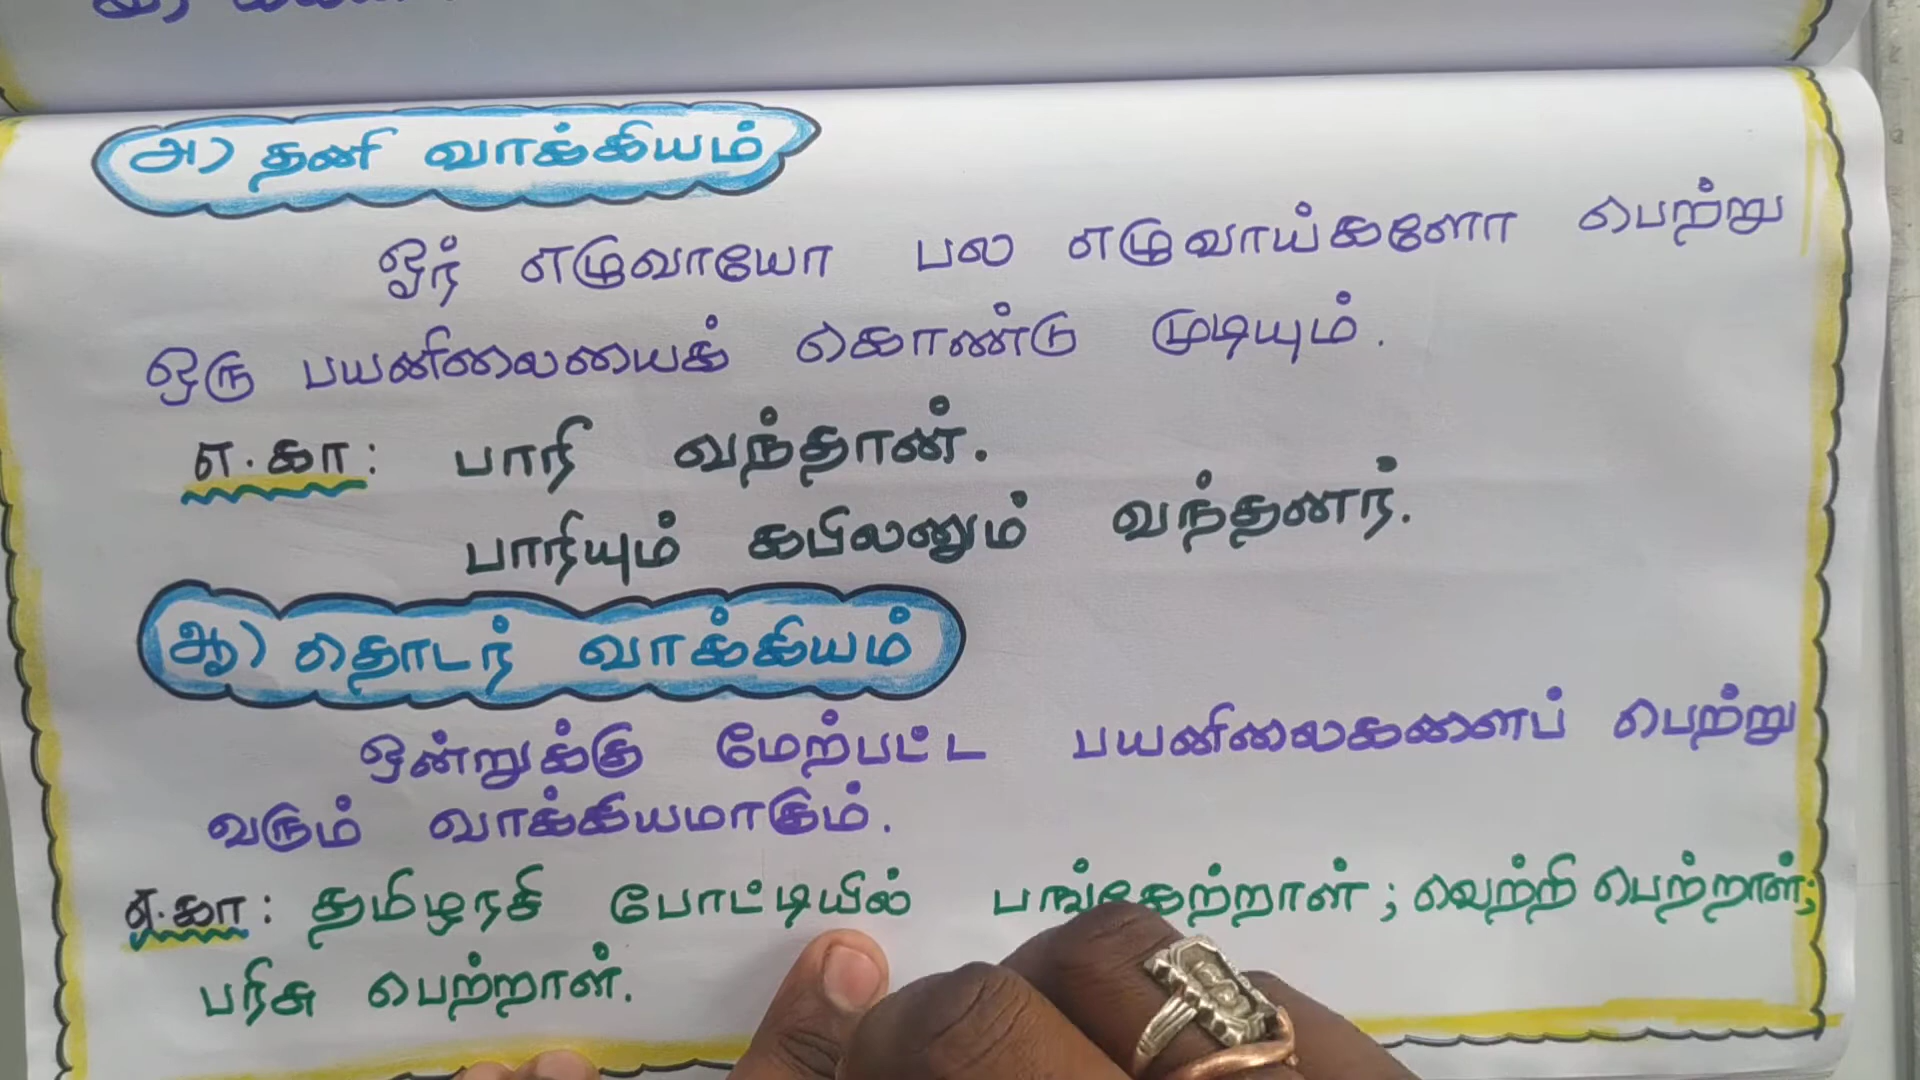 அ) தனி வாக்கியம்
ஓர் எழுவாயோ பல எழுவாய்களோ பெற்று
ஒரு பயனிலையைக் கொண்டு முடியும்.
எ.கா: பாரி வந்தான்.
பாரியும் கபிலனும் வந்தனர்.
ஆ) தொடர் வாக்கியம்
ஒன்றுக்கு மேற்பட்ட பயனிலைகளைப் பெற்று
வரும் வாக்கியமாகும்.
எ.கா: தமிழரசி போட்டியில் பங்கேற்றாள்; வெற்றி பெற்றாள்;
பரிசு பெற்றாள்.